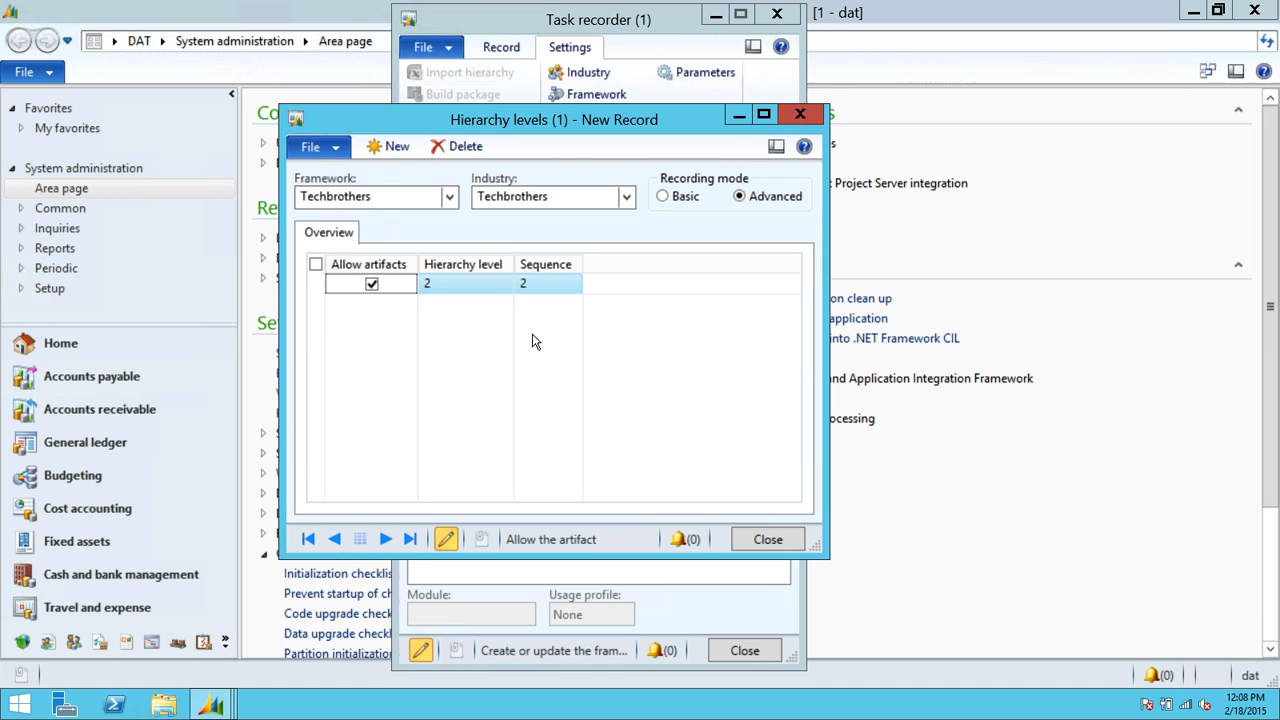 Task recorder (1)
[1 - dat]
DAT
System administration
Area page
File
Record
Settings
Import hierarchy
Industry
Parameters
Build package
Framework
File
Favorites
My favorites
System administration
Area page
Common
Inquiries
Reports
Periodic
Setup
Home
Accounts payable
Accounts receivable
General ledger
Budgeting
Cost accounting
Fixed assets
Cash and bank management
Travel and expense
Hierarchy levels (1) - New Record
File
New
Delete
Framework:
Industry:
Recording mode
Techbrothers
Techbrothers
Basic
Advanced
Overview
Allow artifacts
Hierarchy level
Sequence
2
2
Allow the artifact
(0)
Close
Project Server integration
on clean up
application
into .NET Framework CIL
and Application Integration Framework
ocessing
Initialization checklis
Prevent startup of ch
Code upgrade check
Data upgrade checkl
Partition initializatio
Module:
Usage profile:
None
Create or update the fram...
(0)
Close
(0)
dat
12:08 PM
2/18/2015